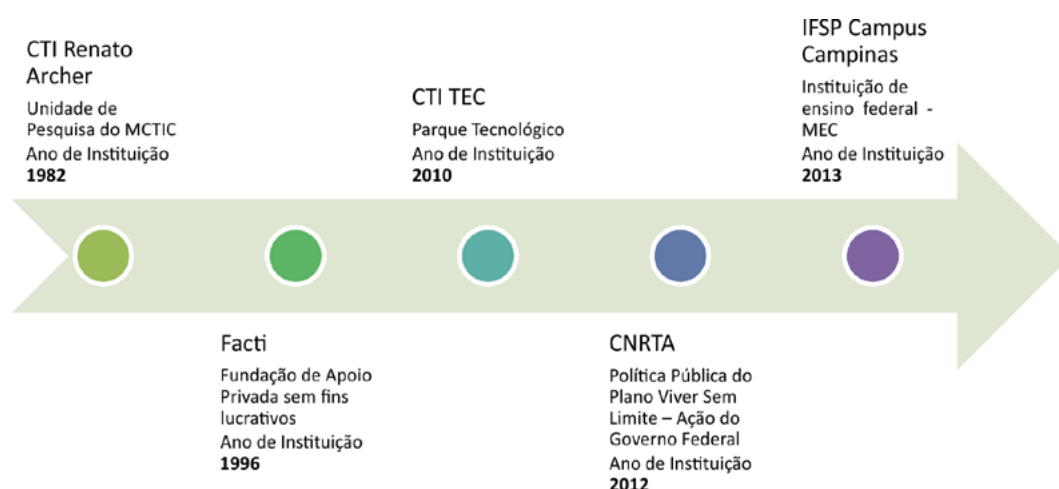 CTI Renato
Archer
Unidade de
Pesquisa do MCTIC
Ano de Instituição
1982
Facti
Fundação de Apoio
Privada sem fins
lucrativos
Ano de Instituição
1996
CTI TEC
Parque Tecnológico
Ano de Instituição
2010
CNRTA
Política Pública do
Plano Viver Sem
Limite – Ação do
Governo Federal
Ano de Instituição
2012
IFSP Campus
Campinas
Instituição de
ensino federal -
MEC
Ano de Instituição
2013